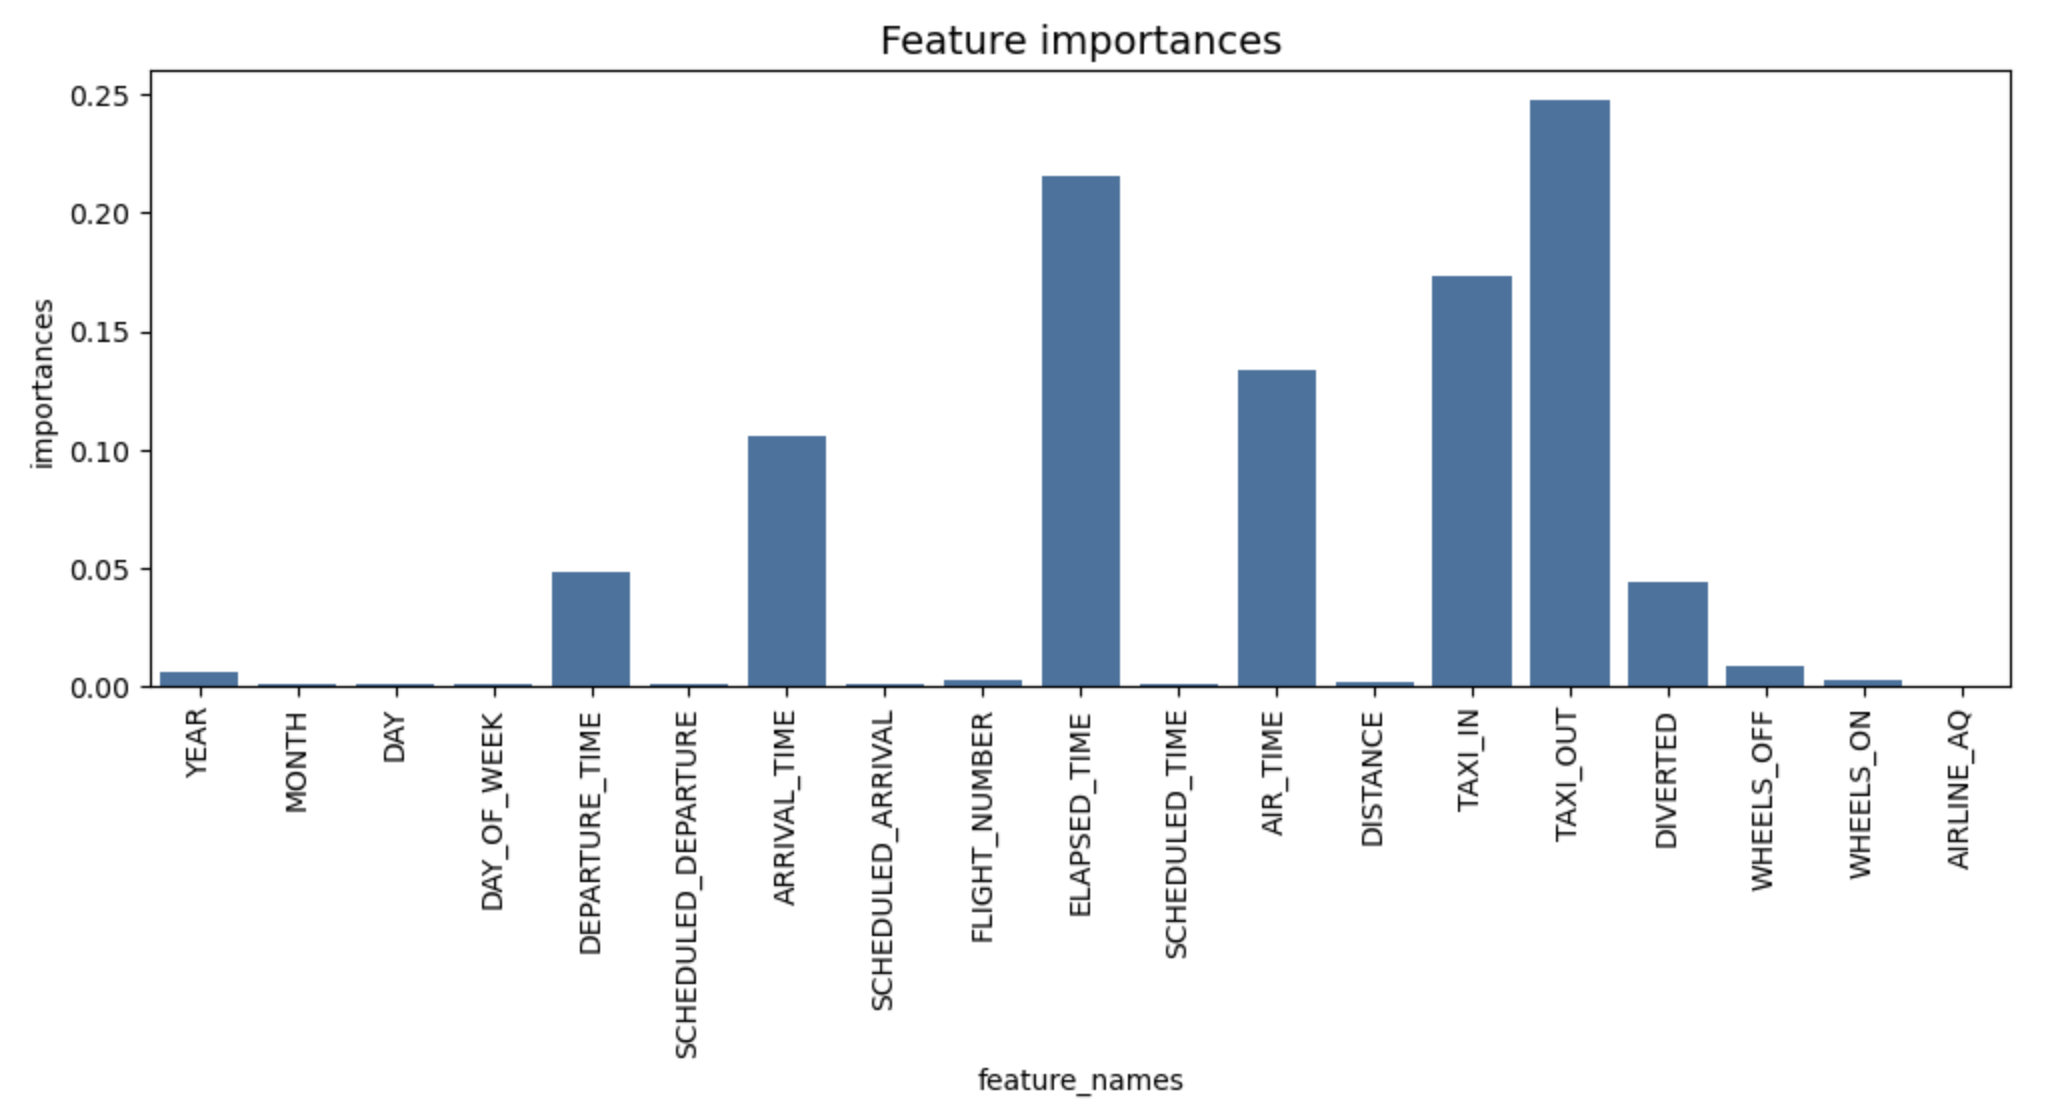 Feature importances
importances
0.25
0.20
0.15
0.10
0.05
0.00
YEAR
MONTH
DAY
DAY_OF_WEEK
DEPARTURE_TIME
SCHEDULED_DEPARTURE
ARRIVAL_TIME
SCHEDULED_ARRIVAL
FLIGHT_NUMBER
ELAPSED_TIME
SCHEDULED_TIME
AIR_TIME
DISTANCE
TAXI_IN
TAXI_OUT
DIVERTED
WHEELS_OFF
WHEELS_ON
AIRLINE_AQ
feature_names